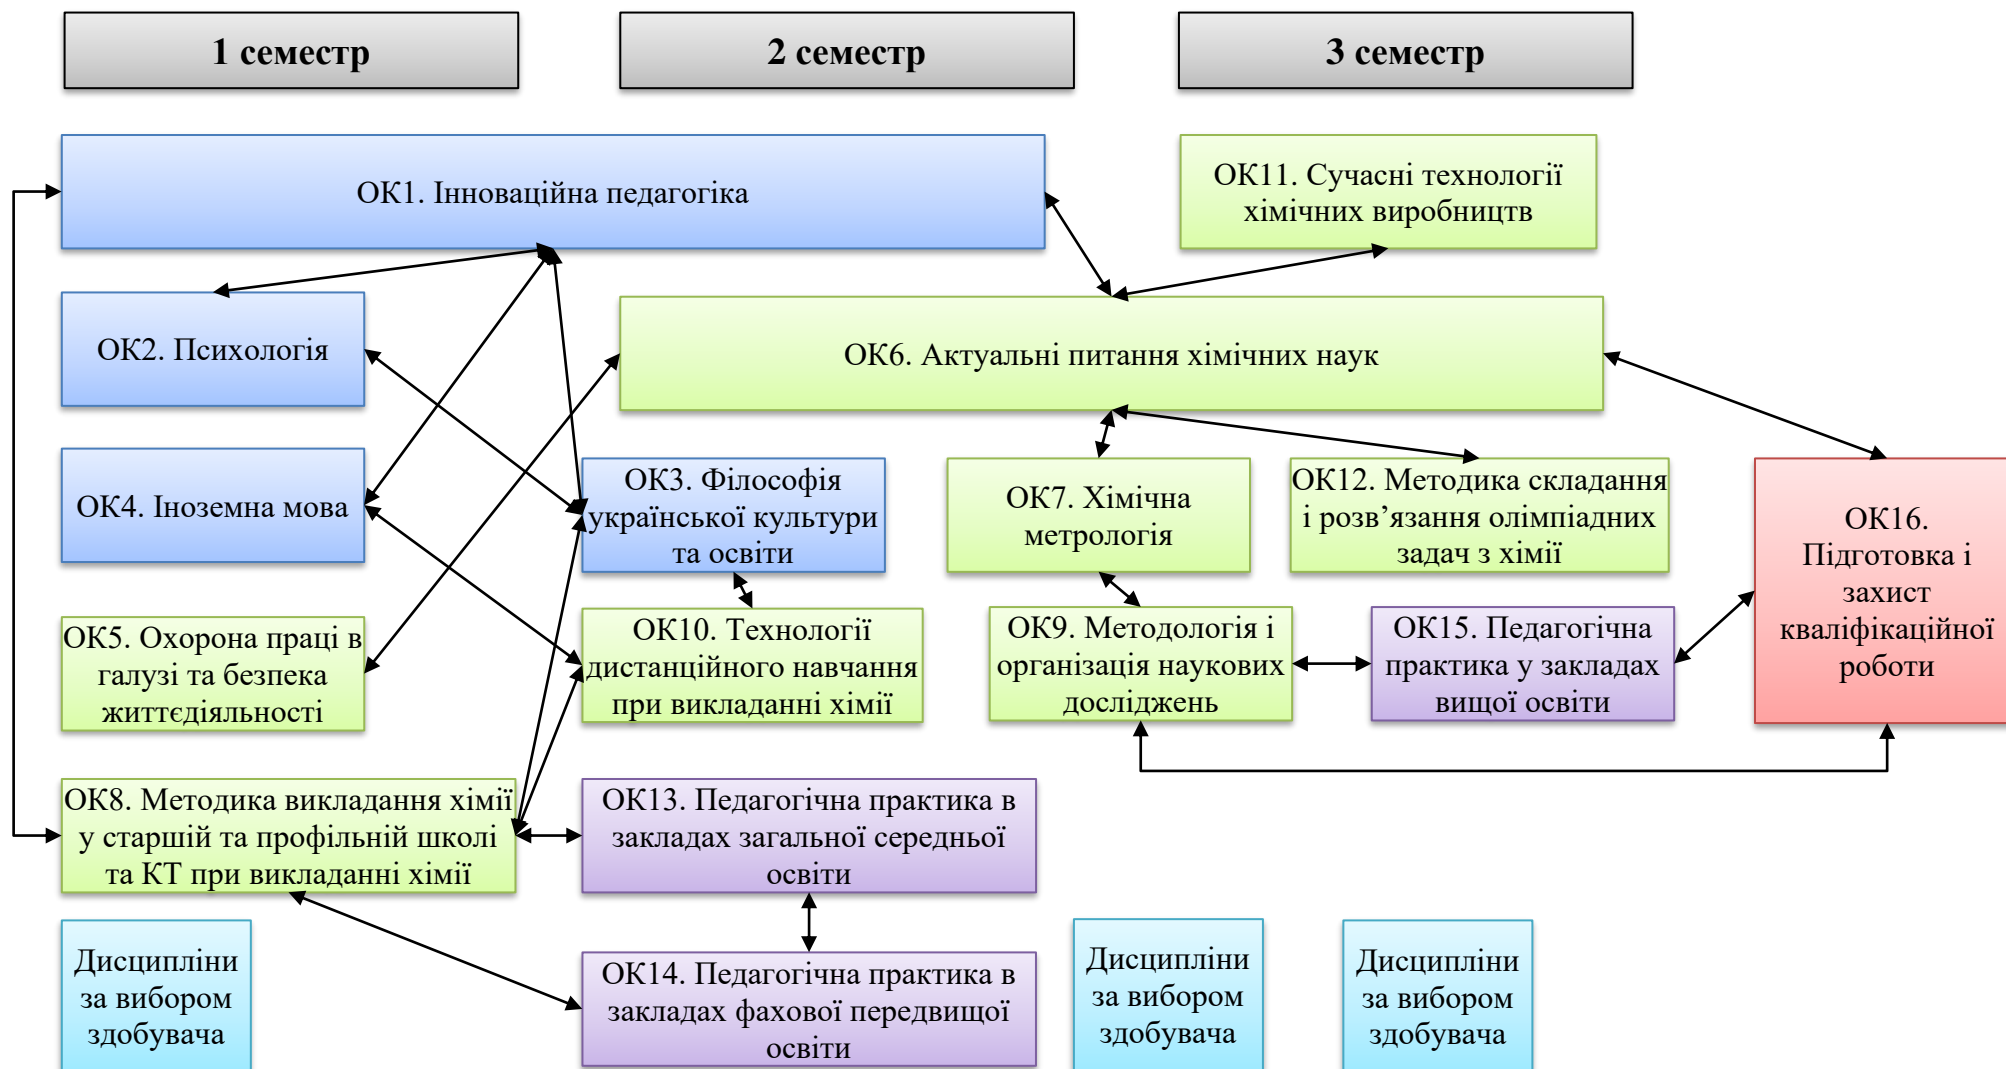 1 семестр
2 семестр
3 семестр
ОК1. Інноваційна педагогіка
ОК11. Сучасні технології
хімічних виробництв
ОК2. Психологія
ОК6. Актуальні питання хімічних наук
ОК4. Іноземна мова
ОК3. Філософія
української культури
та освіти
ОК7. Хімічна
метрологія
ОК12. Методика складання
і розв’язання олімпіадних
задач з хімії
ОК16.
Підготовка і
захист
кваліфікаційної
роботи
ОК5. Охорона праці в
галузі та безпека
життєдіяльності
ОК10. Технології
дистанційного навчання
при викладанні хімії
ОК9. Методологія і
організація наукових
досліджень
ОК15. Педагогічна
практика у закладах
вищої освіти
ОК8. Методика викладання хімії
у старшій та профільній школі
та КТ при викладанні хімії
ОК13. Педагогічна практика в
закладах загальної середньої
освіти
Дисципліни
за вибором
здобувача
ОК14. Педагогічна практика в
закладах фахової передвищої
освіти
Дисципліни
за вибором
здобувача
Дисципліни
за вибором
здобувача